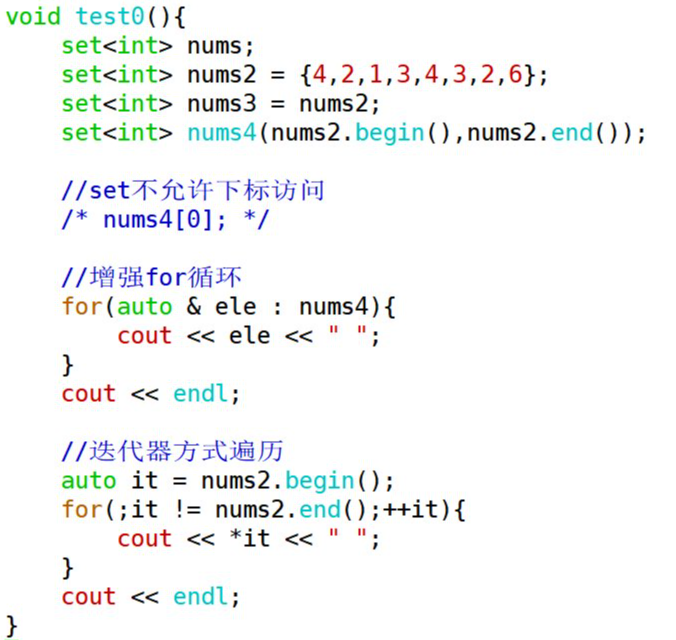 void test0(){
    set<int> nums;
    set<int> nums2 = {4,2,1,3,4,3,2,6};
    set<int> nums3 = nums2;
    set<int> nums4(nums2.begin(),nums2.end());

    //set不允许下标访问
    /* nums4[0]; */

    //增强for循环
    for(auto & ele : nums4){
        cout << ele << " ";
    }
    cout << endl;

    //迭代器方式遍历
    auto it = nums2.begin();
    for(;it != nums2.end();++it){
        cout << *it << " ";
    }
    cout << endl;
}